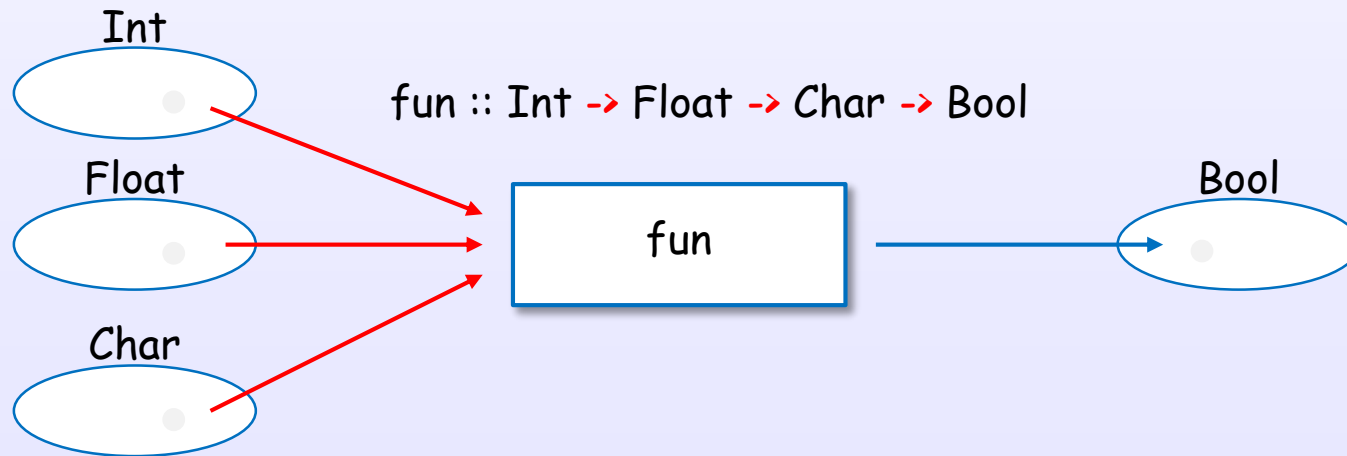 Int
fun :: Int -> Float -> Char -> Bool
Float
Bool
fun
Char